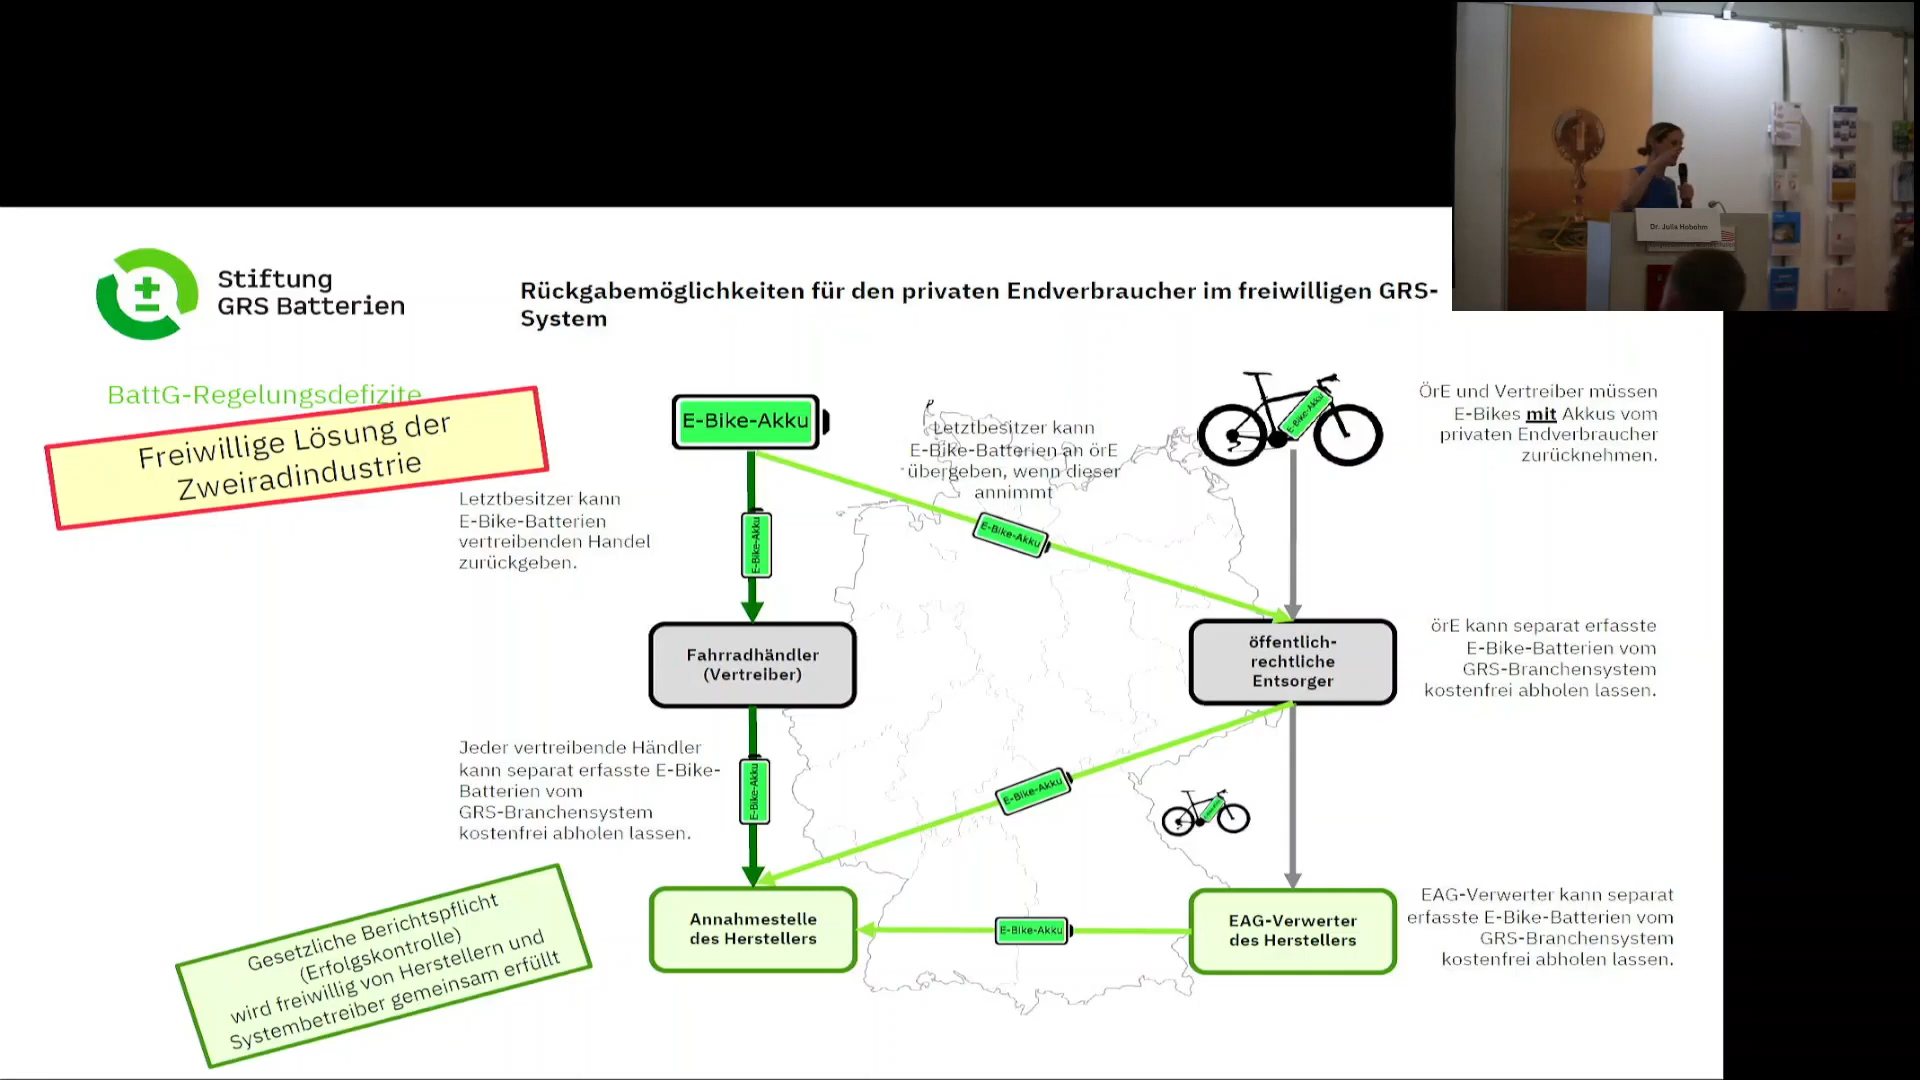 Dr. Julia Hobohm
Stiftung
GRS Batterien
Rückgabemöglichkeiten für den privaten Endverbraucher im freiwilligen GRS-
System
BattG-Regelungsdefizite
Freiwillige Lösung der
Zweiradindustrie
E-Bike-Akku
Letztbesitzer kann
E-Bike-Batterien an örE
übergeben, wenn dieser
annimmt
E-Bike-Akku
ÖrE und Vertreiber müssen
E-Bikes mit Akkus vom
privaten Endverbraucher
zurücknehmen.
Letztbesitzer kann
E-Bike-Batterien
vertreibenden Handel
zurückgeben.
E-Bike-Akku
E-Bike-Akku
Fahrradhändler
(Vertreiber)
öffentlich-
rechtliche
Entsorger
örE kann separat erfasste
E-Bike-Batterien vom
GRS-Branchensystem
kostenfrei abholen lassen.
Jeder vertreibende Händler
kann separat erfasste E-Bike-
Batterien vom
GRS-Branchensystem
kostenfrei abholen lassen.
E-Bike-Akku
E-Bike-Akku
Gesetzliche Berichtspflicht
(Erfolgskontrolle)
wird freiwillig von Herstellern und
Systembetreiber gemeinsam erfüllt
Annahmestelle
des Herstellers
E-Bike-Akku
EAG-Verwerter
des Herstellers
EAG-Verwerter kann separat
erfasste E-Bike-Batterien vom
GRS-Branchensystem
kostenfrei abholen lassen.